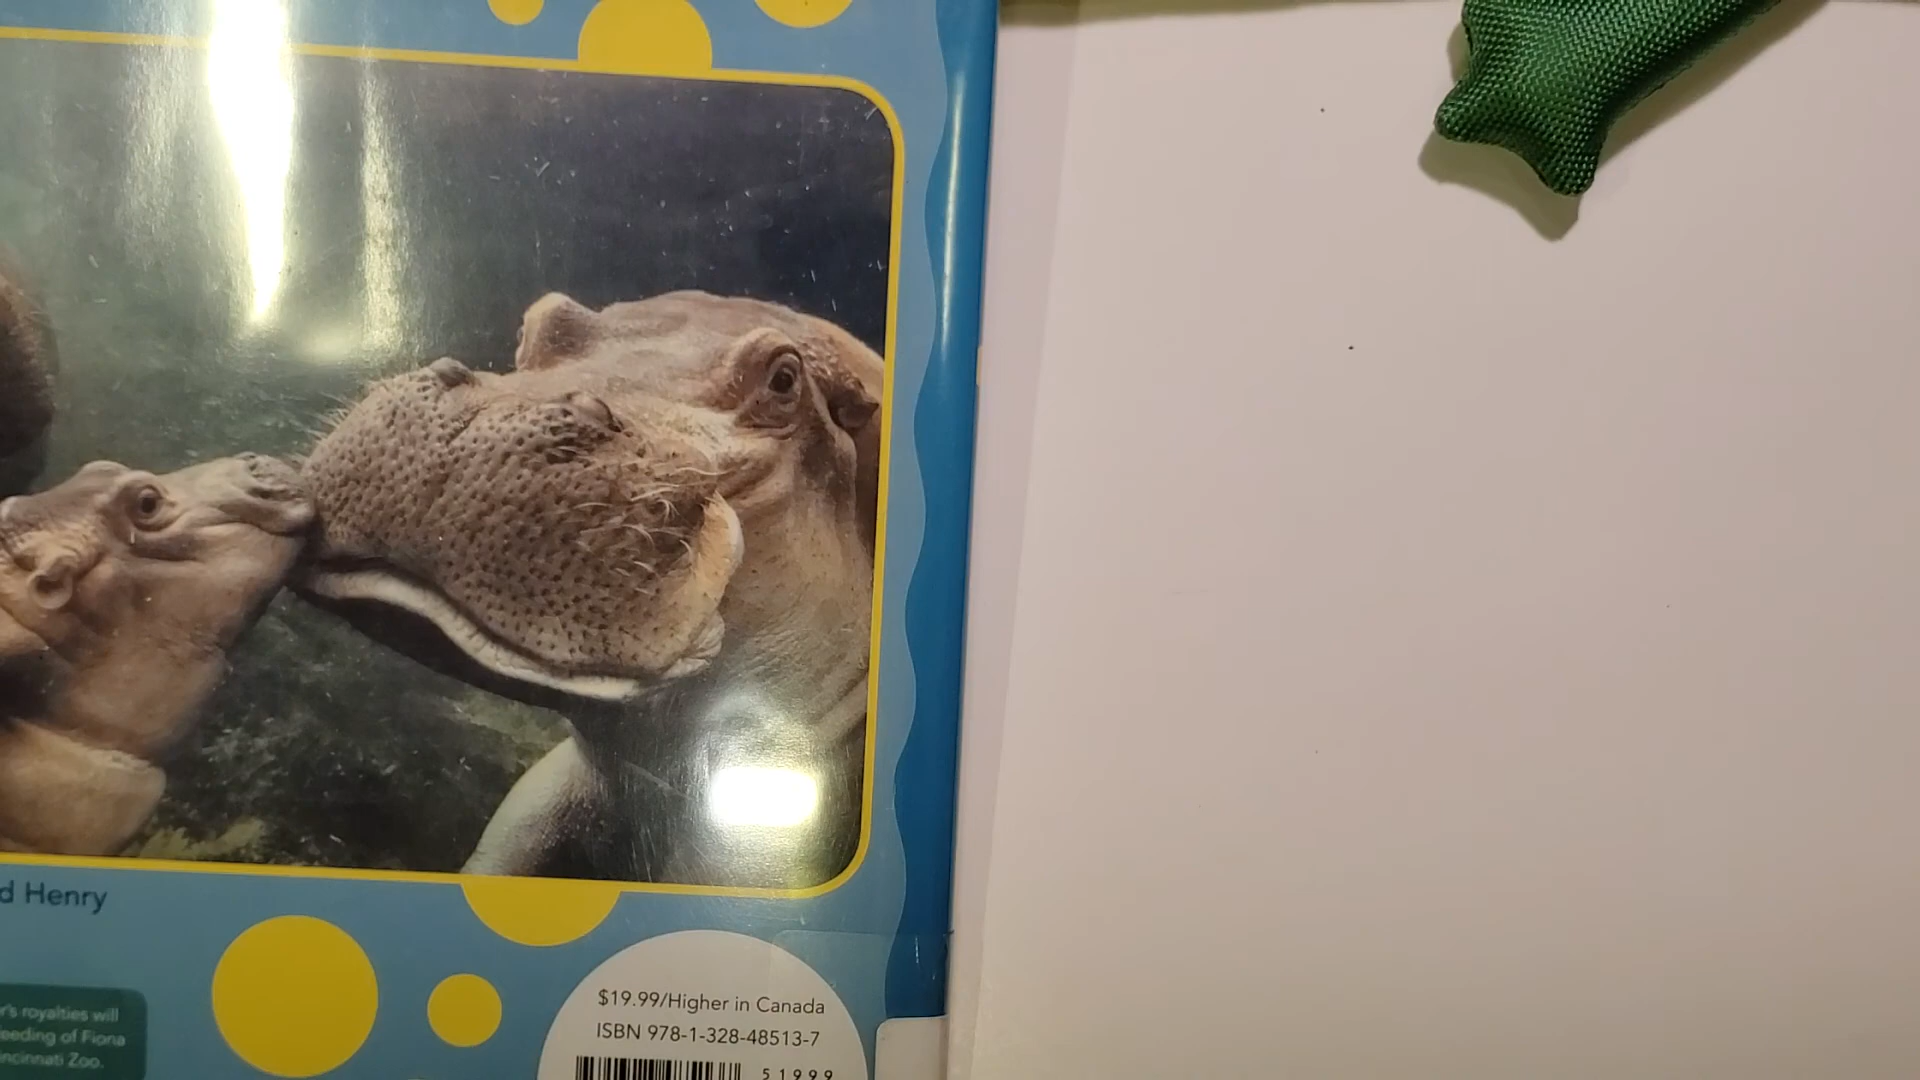 d Henry
r's royalties will
eeding of Fiona
incinnati Zoo.
$19.99/Higher in Canada
ISBN 978-1-328-48513-7
51999